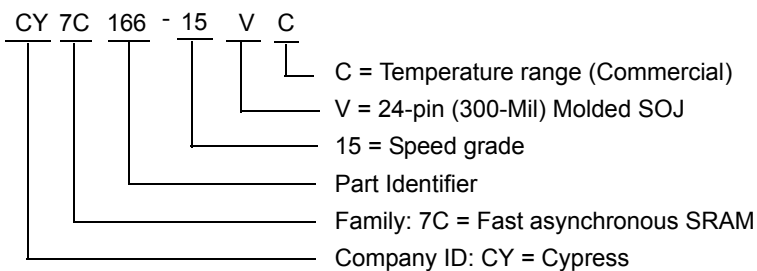 CY 7C 166 - 15 V C
C = Temperature range (Commercial)
V = 24-pin (300-Mil) Molded SOJ
15 = Speed grade
Part Identifier
Family: 7C = Fast asynchronous SRAM
Company ID: CY = Cypress